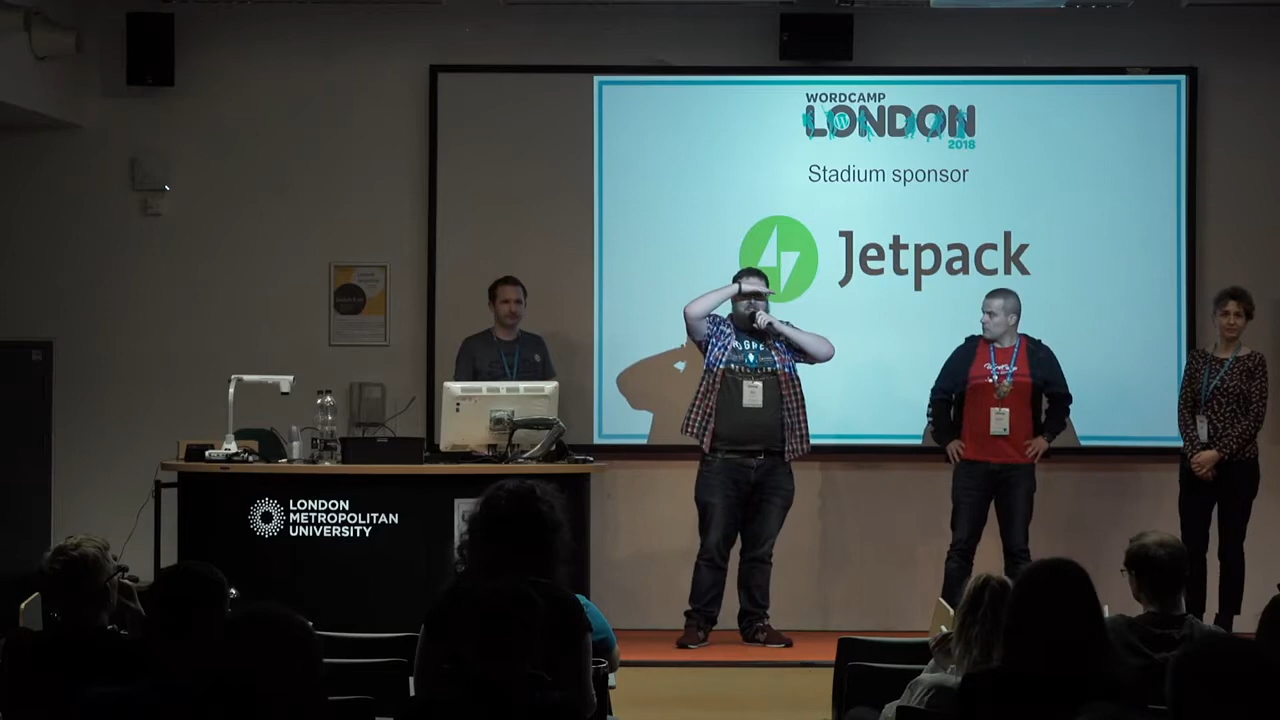 WORDCAMP
LONDON
2018
Stadium sponsor
Jetpack
LONDON
METROPOLITAN
UNIVERSITY